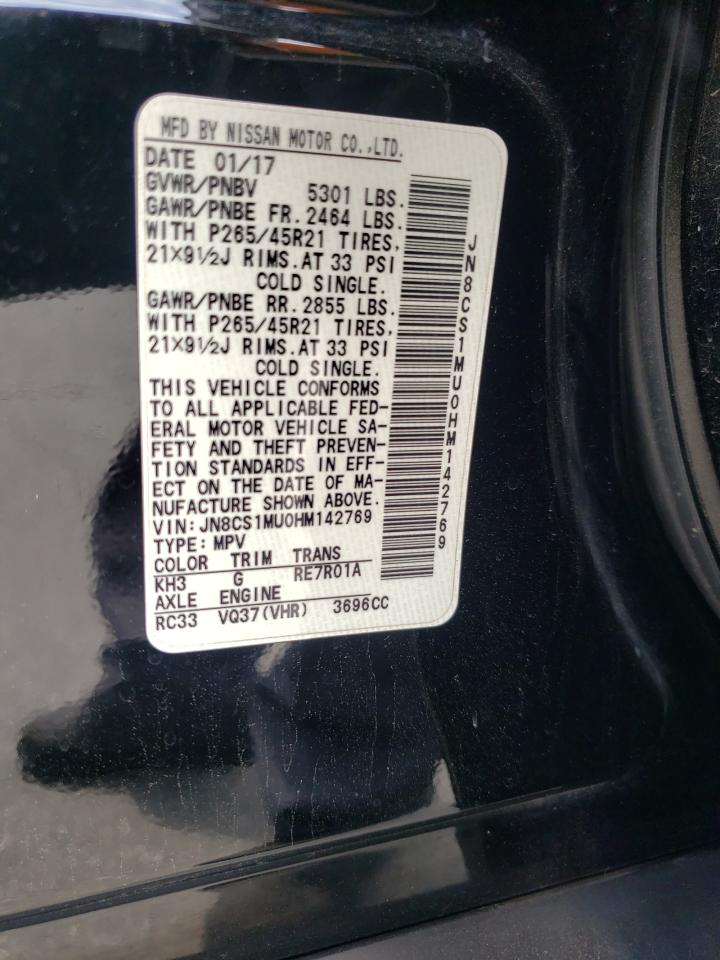 MFD BY NISSAN MOTOR CO.,LTD.
DATE 01/17
GVWR/PNBV 5301 LBS.
GAWR/PNBE FR. 2464 LBS.
WITH P265/45R21 TIRES,
21X9½J RIMS.AT 33 PSI
COLD SINGLE.
GAWR/PNBE RR. 2855 LBS.
WITH P265/45R21 TIRES,
21X9½J RIMS.AT 33 PSI
COLD SINGLE.
THIS VEHICLE CONFORMS
TO ALL APPLICABLE FED-
ERAL MOTOR VEHICLE SA-
FETY AND THEFT PREVEN-
TION STANDARDS IN EFF-
ECT ON THE DATE OF MA-
NUFACTURE SHOWN ABOVE.
VIN:JN8CS1MU0HM142769
TYPE:MPV
COLOR TRIM TRANS
KH3 G RE7R01A
AXLE ENGINE
RC33 VQ37(VHR) 3696CC
JN8CS1MU0HM142769